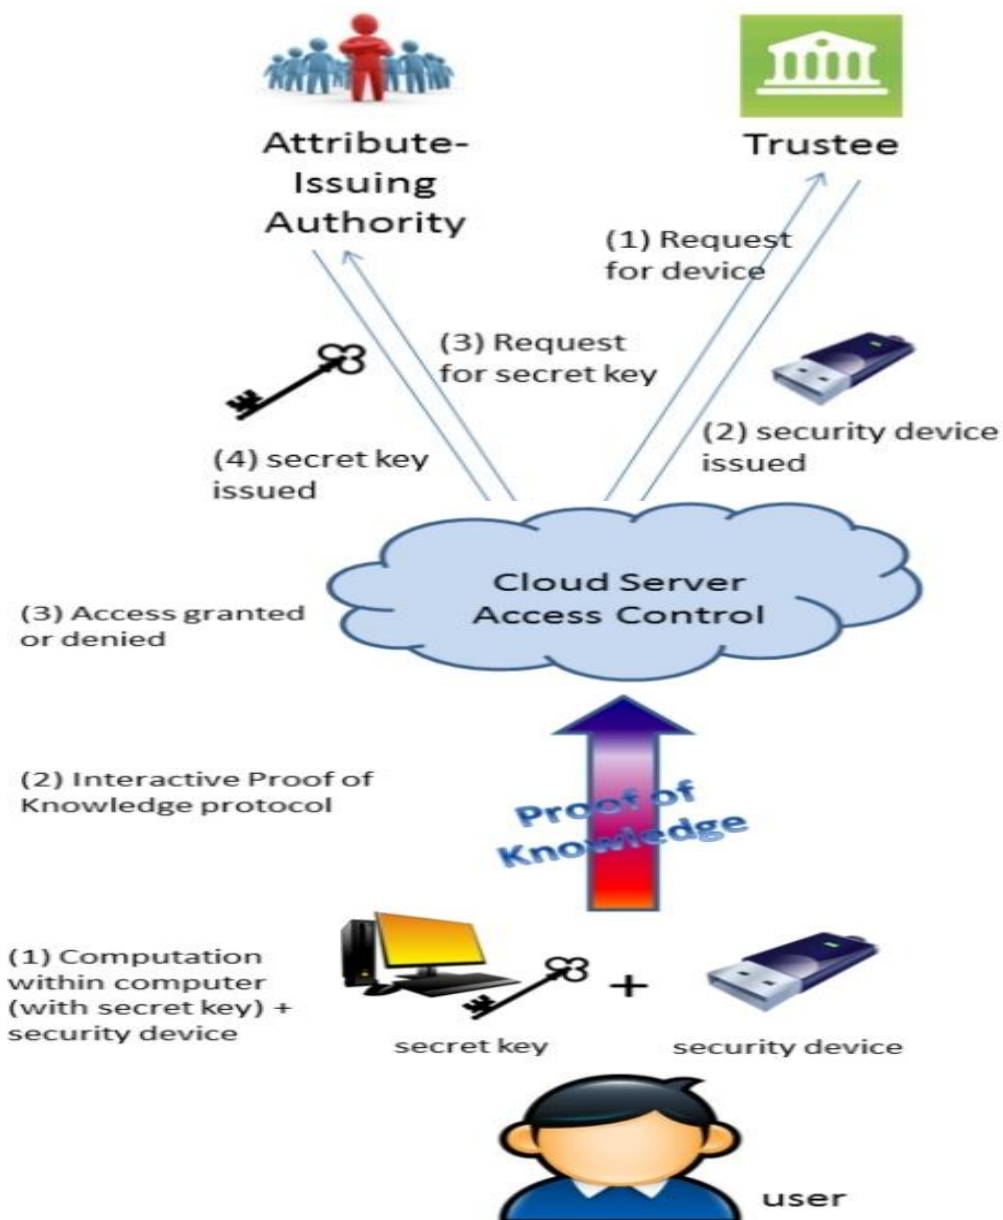 Attribute-
Issuing
Authority
Trustee
(1) Request
for device
(3) Request
for secret key
(2) security device
issued
(4) secret key
issued
Cloud Server
Access Control
(3) Access granted
or denied
(2) Interactive Proof of
Knowledge protocol
Proof of
Knowledge
(1) Computation
within computer
(with secret key) +
security device
+
secret key
security device
user